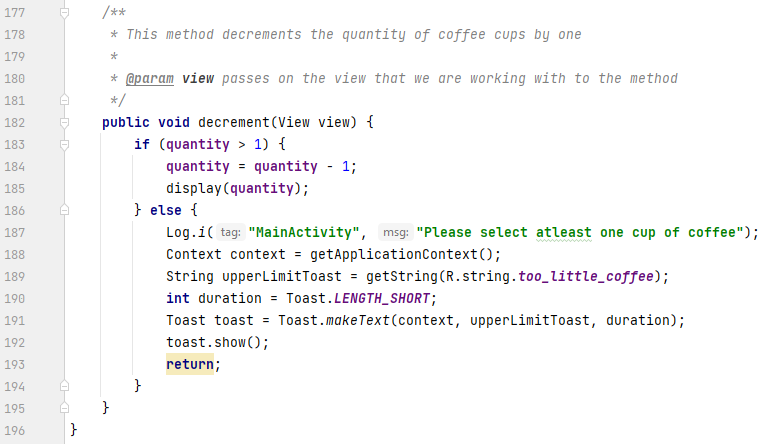 177 /**
178 * This method decrements the quantity of coffee cups by one
179 *
180 * @param view passes on the view that we are working with to the method
181 */
182 public void decrement(View view) {
183 if (quantity > 1) {
184 quantity = quantity - 1;
185 display(quantity);
186 } else {
187 Log.i( tag: "MainActivity", msg: "Please select atleast one cup of coffee");
188 Context context = getApplicationContext();
189 String upperLimitToast = getString(R.string.too_little_coffee);
190 int duration = Toast.LENGTH_SHORT;
191 Toast toast = Toast.makeText(context, upperLimitToast, duration);
192 toast.show();
193 return;
194 }
195 }
196 }